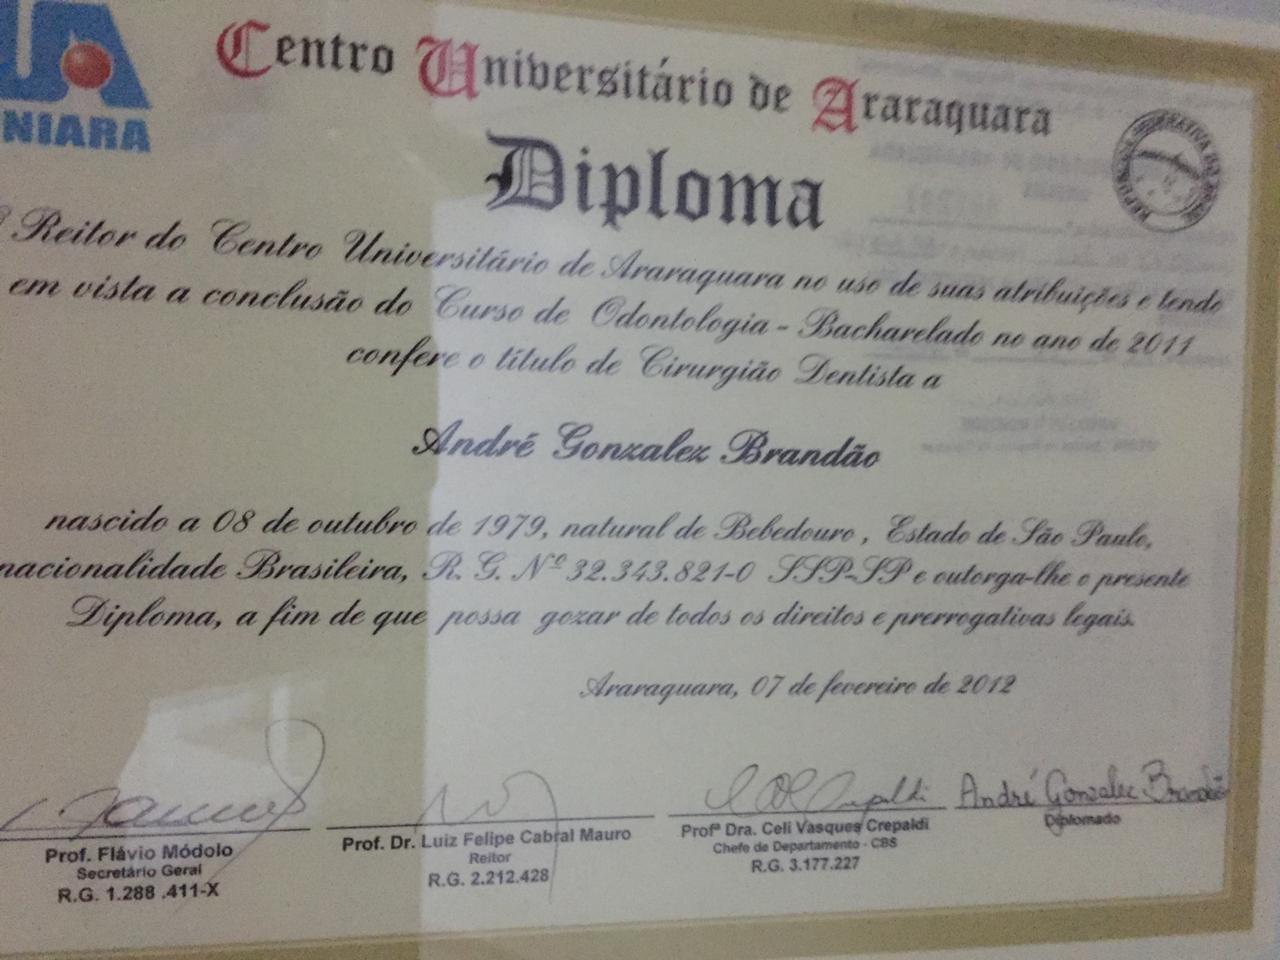 UNIARA
Centro Universitário de Araraquara
Diploma
O Reitor do Centro Universitário de Araraquara no uso de suas atribuições e tendo
em vista a conclusão do Curso de Odontologia - Bacharelado no ano de 2011
confere o título de Cirurgião Dentista a
André Gonzalez Brandão
nascido a 08 de outubro de 1979, natural de Bebedouro, Estado de São Paulo,
nacionalidade Brasileira, R. G. Nº 32.343.821-0 SSP-SP e outorga-lhe o presente
Diploma, a fim de que possa gozar de todos os direitos e prerrogativas legais.
Araraquara, 07 de fevereiro de 2012
André Gonzalez Brandão
Prof. Flávio Módolo
Secretário Geral
R.G. 1.288 .411-X
Prof. Dr. Luiz Felipe Cabral Mauro
Reitor
R.G. 2.212.428
Profª Dra. Celi Vasques Crepaldi
Chefe de Departamento - CBS
R.G. 3.177.227
Diplomado